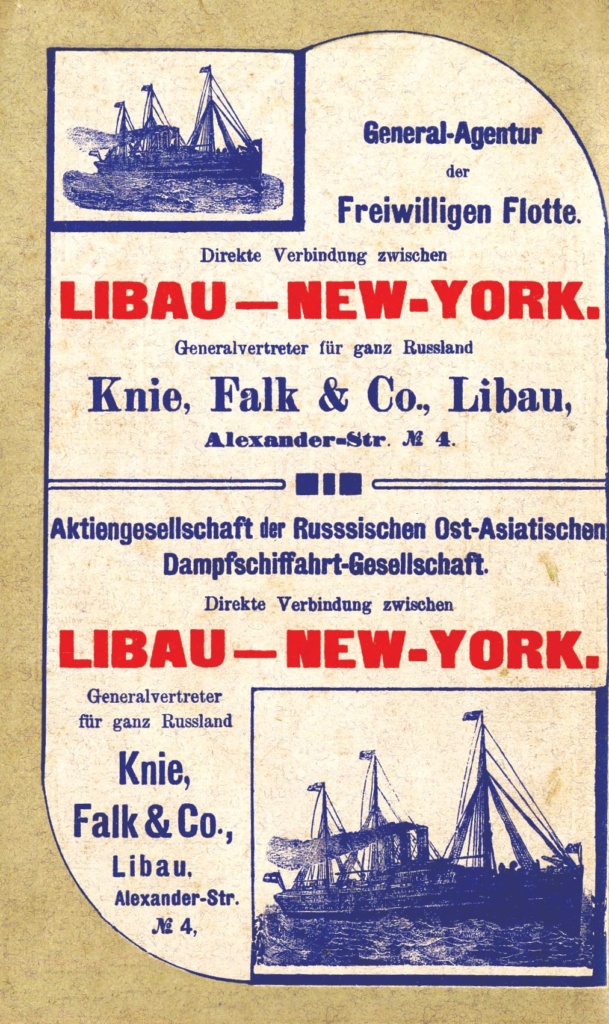 General-Agentur
der
Freiwilligen Flotte.
Direkte Verbindung zwischen
LIBAU — NEW-YORK.
Generalvertreter für ganz Russland
Knie, Falk & Co., Libau,
Alexander-Str. № 4.
Aktiengesellschaft der Russsischen Ost-Asiatischen
Dampfschiffahrt-Gesellschaft.
Direkte Verbindung zwischen
LIBAU — NEW-YORK.
Generalvertreter
für ganz Russland
Knie,
Falk & Co.,
Libau,
Alexander-Str.
№ 4,